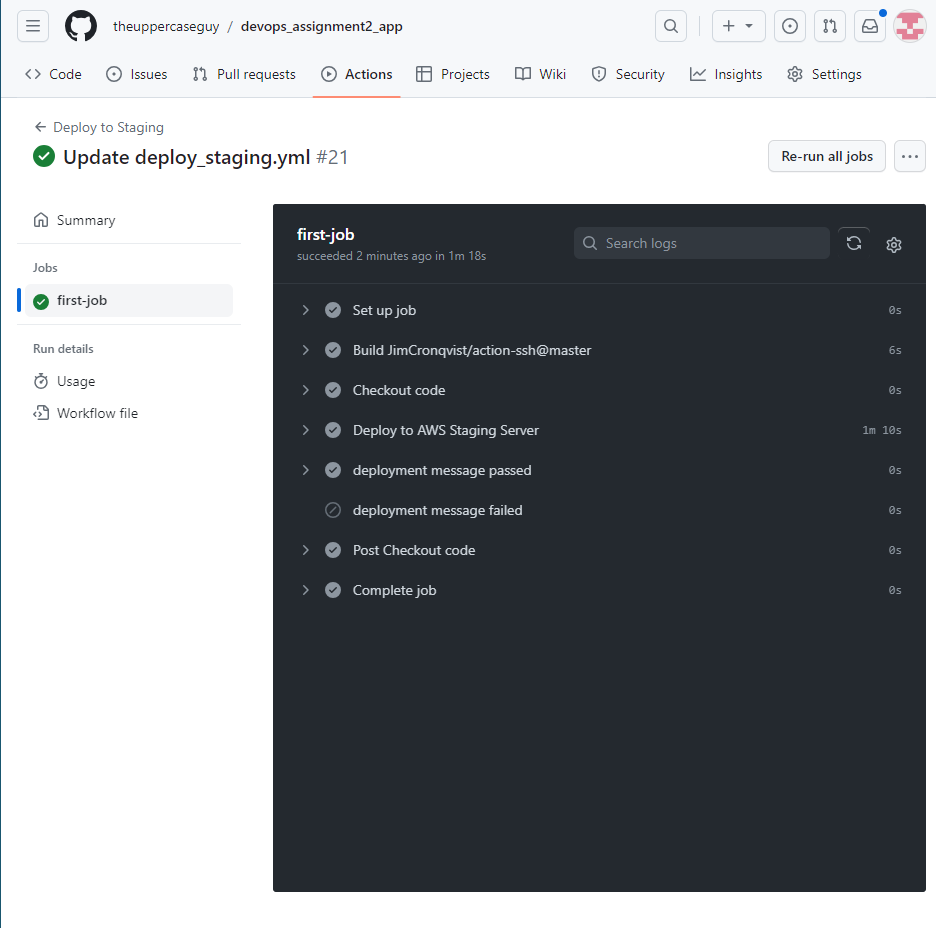 theuppercaseguy / devops_assignment2_app
Code Issues Pull requests Actions Projects Wiki Security Insights Settings
Deploy to Staging
Update deploy_staging.yml #21
Re-run all jobs
Summary
Jobs
first-job
Run details
Usage
Workflow file
first-job
succeeded 2 minutes ago in 1m 18s
Search logs
Set up job 0s
Build JimCronqvist/action-ssh@master 6s
Checkout code 0s
Deploy to AWS Staging Server 1m 10s
deployment message passed 0s
deployment message failed 0s
Post Checkout code 0s
Complete job 0s